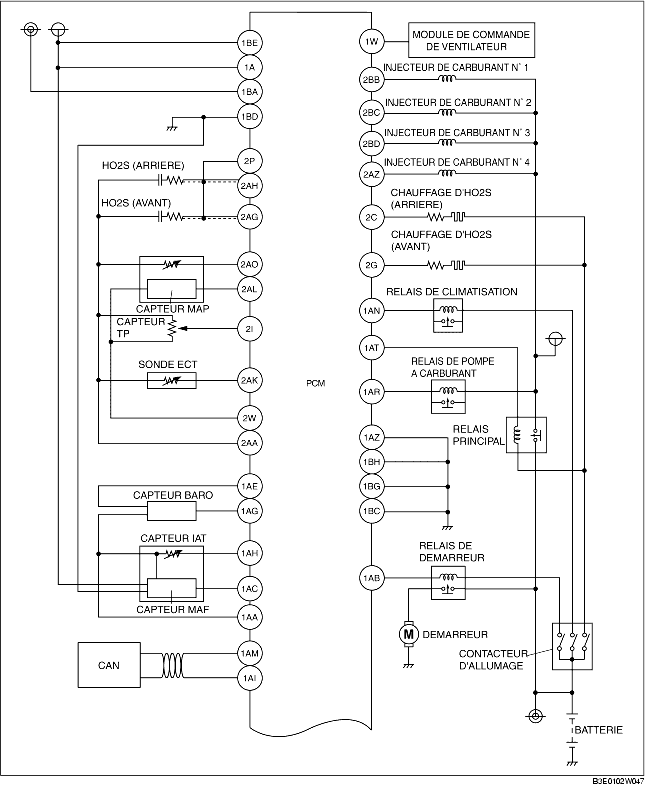 1BE
1A
1BA
1BD
HO2S (ARRIERE)
2P
2AH
HO2S (AVANT)
2AG
2AO
2AL
CAPTEUR MAP
CAPTEUR
TP
2I
SONDE ECT
2AK
2W
2AA
1AE
CAPTEUR BARO
1AG
CAPTEUR IAT
1AH
1AC
CAPTEUR MAF
1AA
CAN
1AM
1AI
PCM
1W
MODULE DE COMMANDE
DE VENTILATEUR
INJECTEUR DE CARBURANT N°1
2BB
INJECTEUR DE CARBURANT N°2
2BC
INJECTEUR DE CARBURANT N°3
2BD
INJECTEUR DE CARBURANT N°4
2AZ
CHAUFFAGE D'HO2S
(ARRIERE)
2C
CHAUFFAGE D'HO2S
(AVANT)
2G
RELAIS DE CLIMATISATION
1AN
1AT
RELAIS DE POMPE
A CARBURANT
1AR
RELAIS
PRINCIPAL
1AZ
1BH
1BG
1BC
RELAIS DE
DEMARREUR
1AB
M
DEMARREUR
CONTACTEUR
D'ALLUMAGE
BATTERIE
B3E0102W047